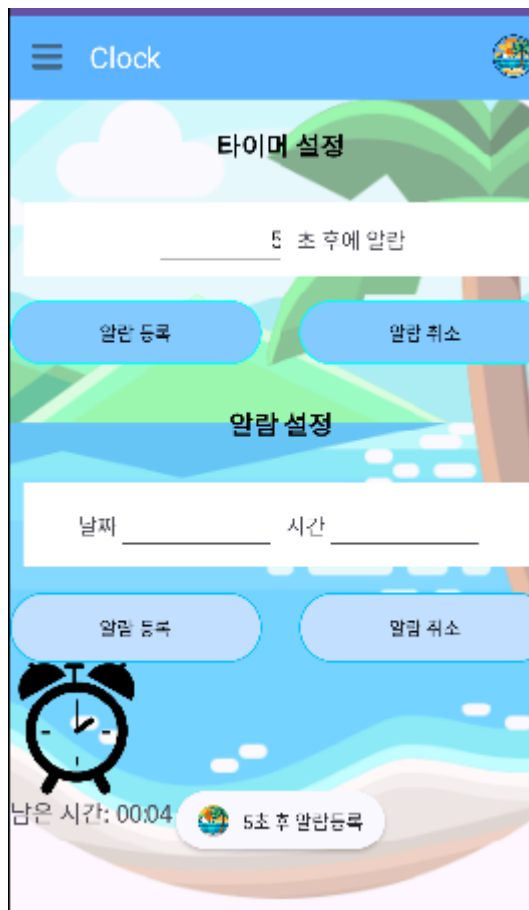 Clock
타이머 설정
5 초 후에 알람
알람 등록 알람 취소
알람 설정
날짜 시간
알람 등록 알람 취소
남은 시간: 00:04
5초 후 알람등록